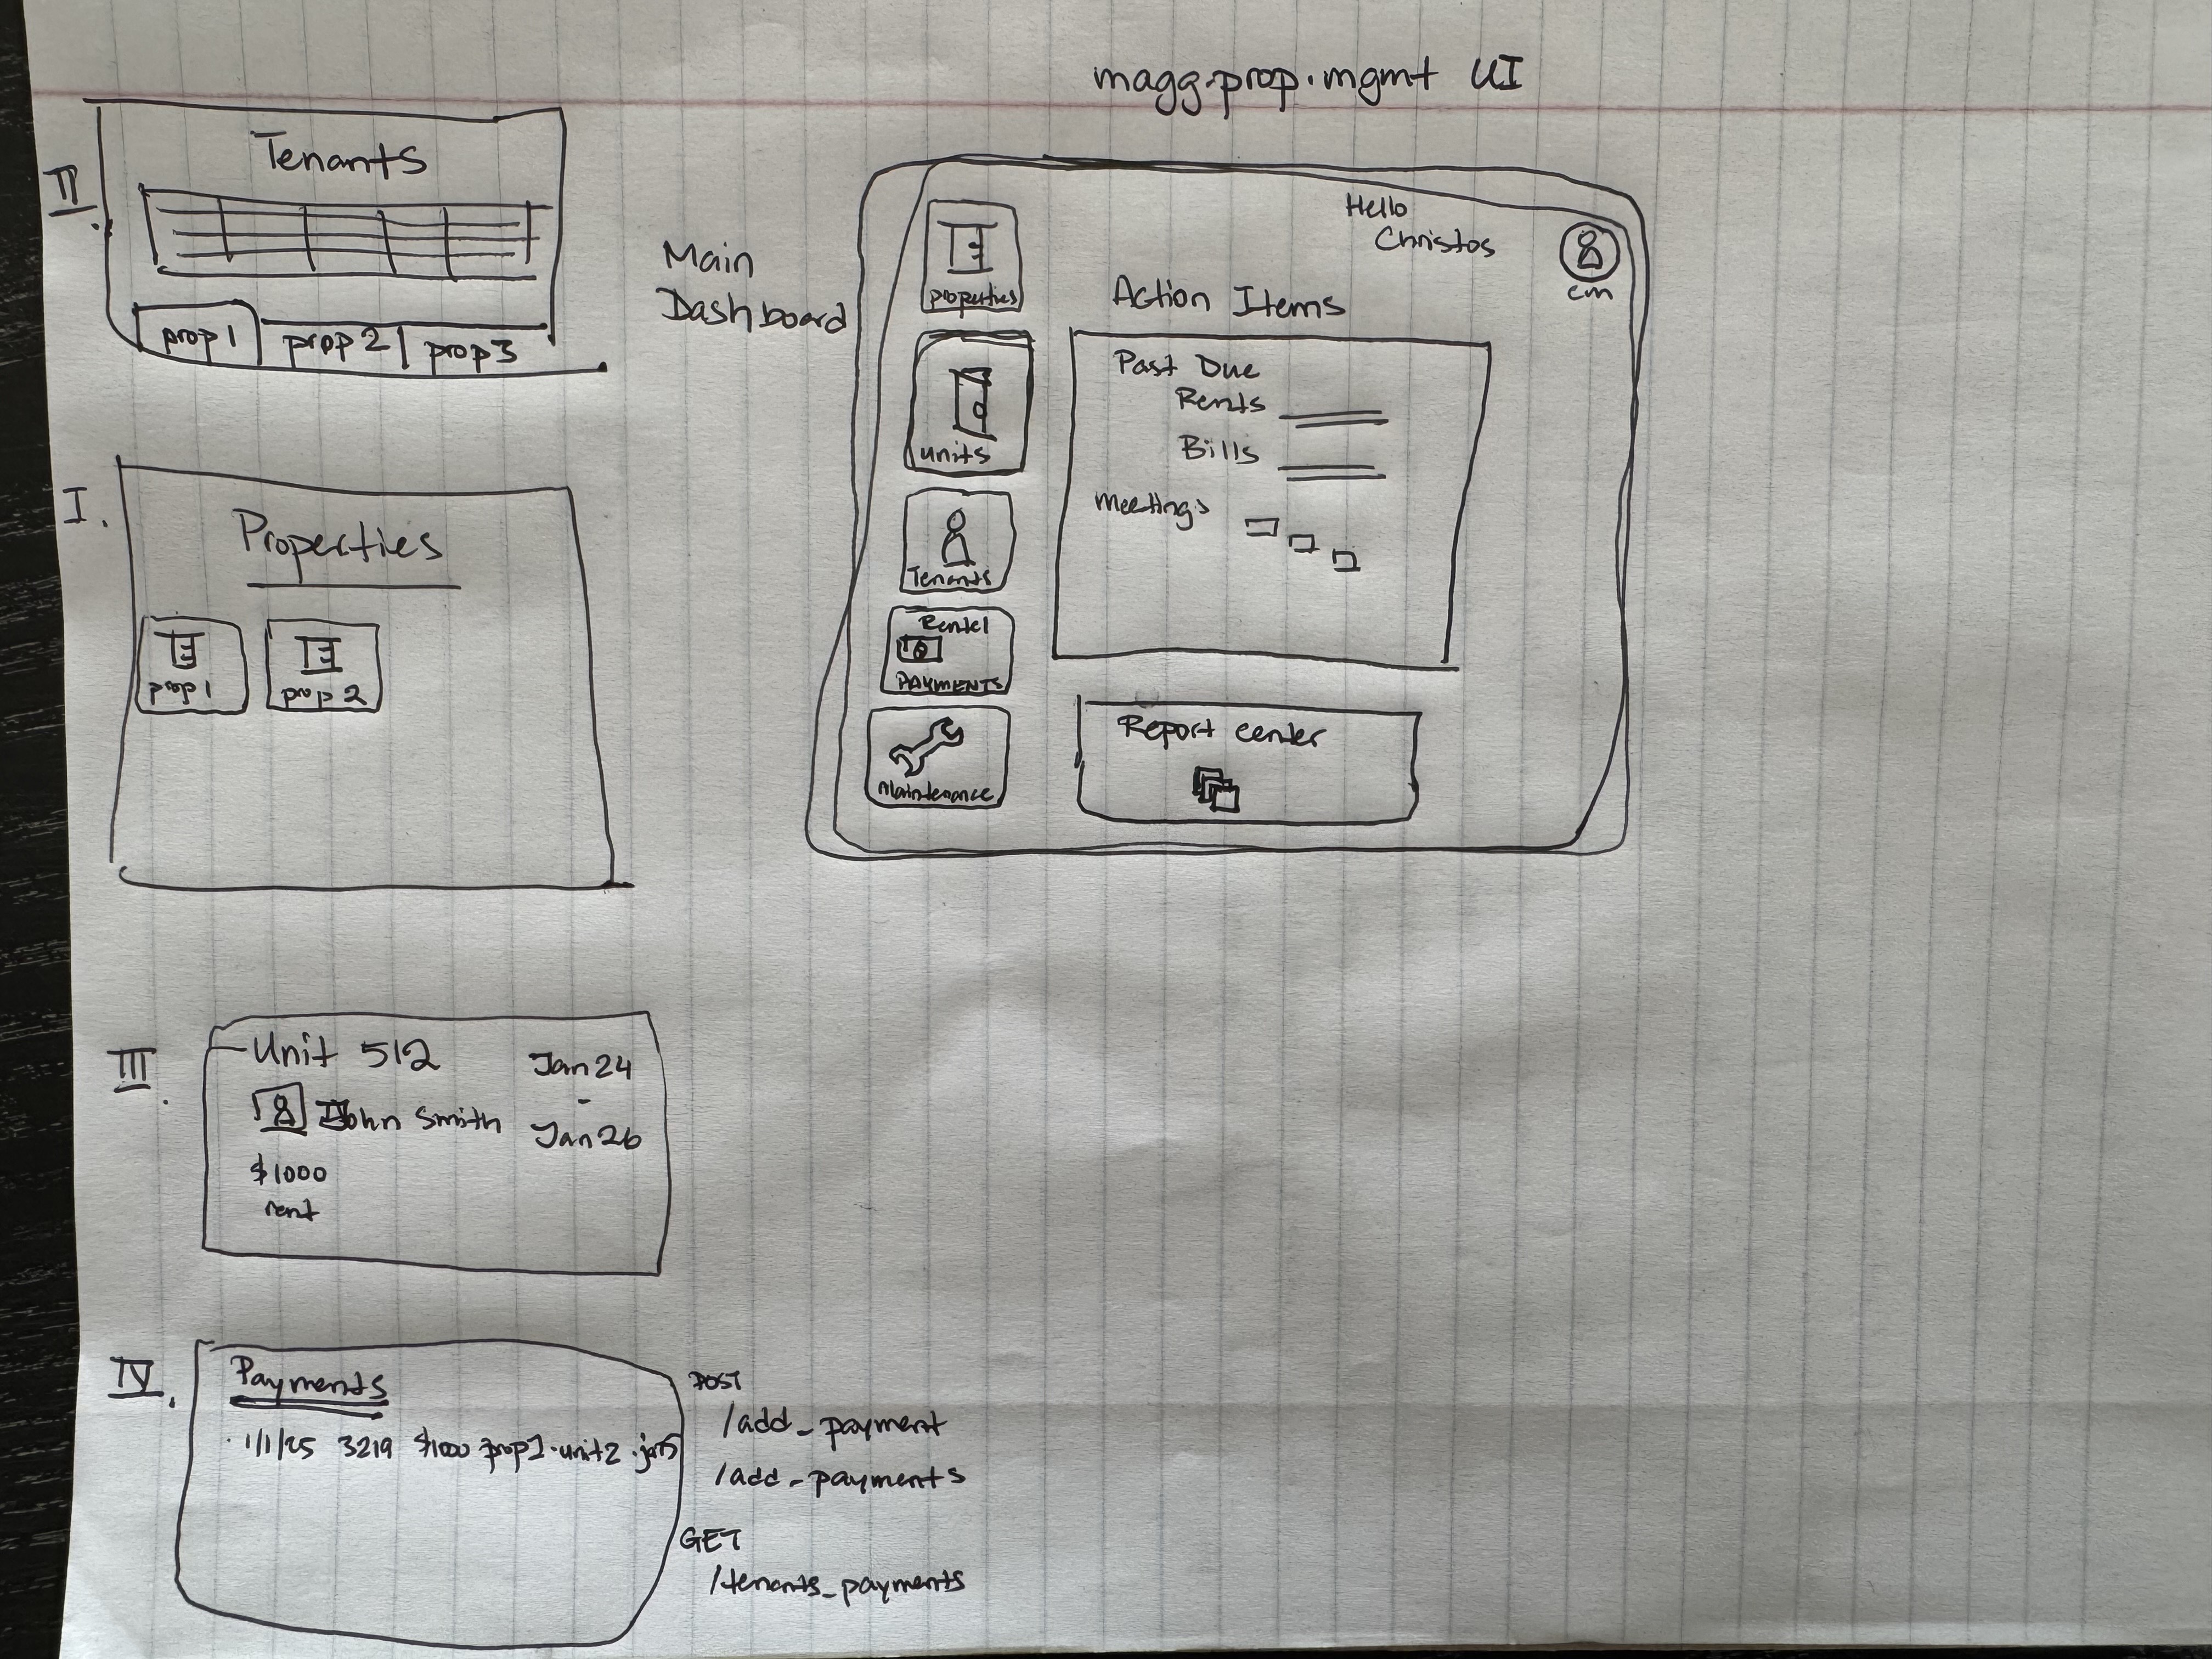 magg.prop.mgmt UI
II.
Tenants
prop 1
prop 2
prop 3
I.
Properties
prop 1
prop 2
III.
Unit 512
John Smith
$1000
rent
Jan 24
-
Jan 26
IV.
Payments
1/1/25 3219 $1000 prop1.unit2.
POST
/add_payment
/add_payments
GET
/tenants_payments
Main
Dashboard
properties
units
Tenants
Rental
PAYMENTS
Maintenance
Hello
Christos
cm
Action Items
Past Due
Rents
Bills
Meetings
Report center